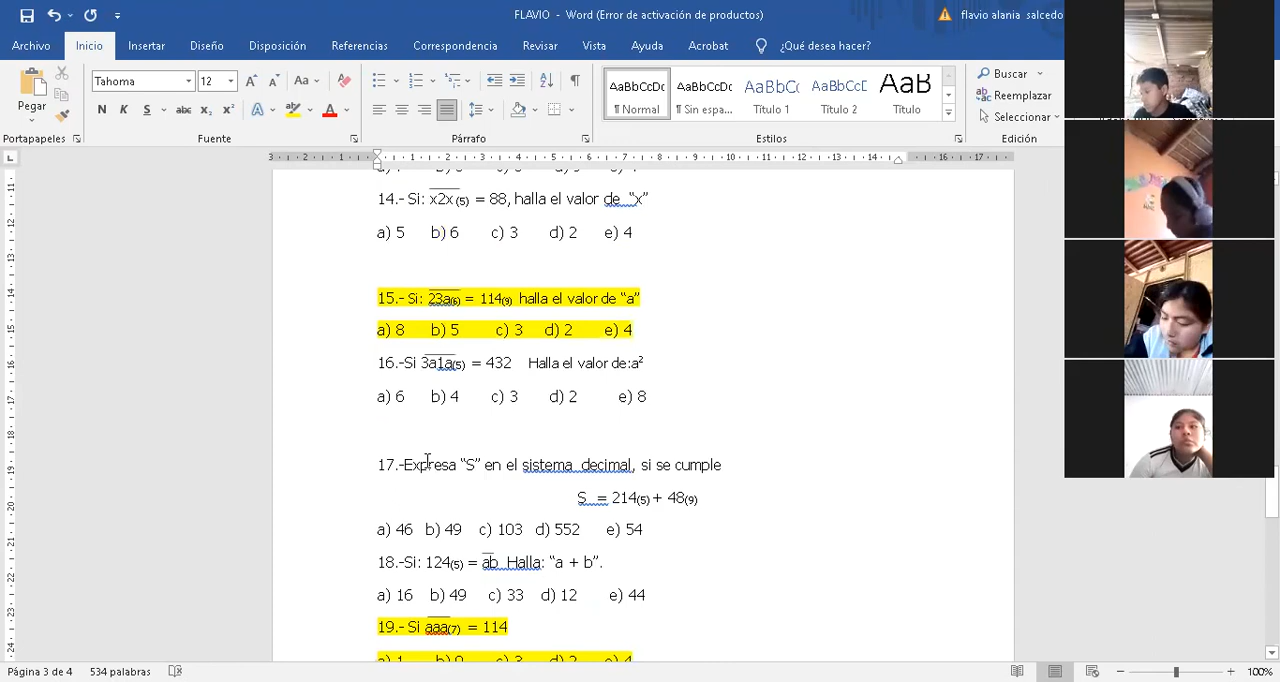 FLAVIO - Word (Error de activación de productos)
flavio alania salcedo
Archivo Inicio Insertar Diseño Disposición Referencias Correspondencia Revisar Vista Ayuda Acrobat ¿Qué desea hacer?
Pegar
Tahoma 12
Portapapeles Fuente Párrafo Estilos Edición
AaBbCcDc AaBbCcDc AaBbCc AaBbCcC AaB
¶ Normal ¶ Sin espa... Título 1 Título 2 Título
Buscar
Reemplazar
Seleccionar
14.- Si: x2x(5) = 88, halla el valor de "x"
a) 5 b) 6 c) 3 d) 2 e) 4
15.- Si: 23a(6) = 114(9) halla el valor de "a"
a) 8 b) 5 c) 3 d) 2 e) 4
16.-Si 3a1a(5) = 432 Halla el valor de:a²
a) 6 b) 4 c) 3 d) 2 e) 8
17.-Expresa "S" en el sistema decimal, si se cumple
S = 214(5) + 48(9)
a) 46 b) 49 c) 103 d) 552 e) 54
18.-Si: 124(5) = ab Halla: "a + b".
a) 16 b) 49 c) 33 d) 12 e) 44
19.- Si aaa(7) = 114
a) 1 b) 9 c) 3 d) 2 e) 4
Página 3 de 4 534 palabras 100%